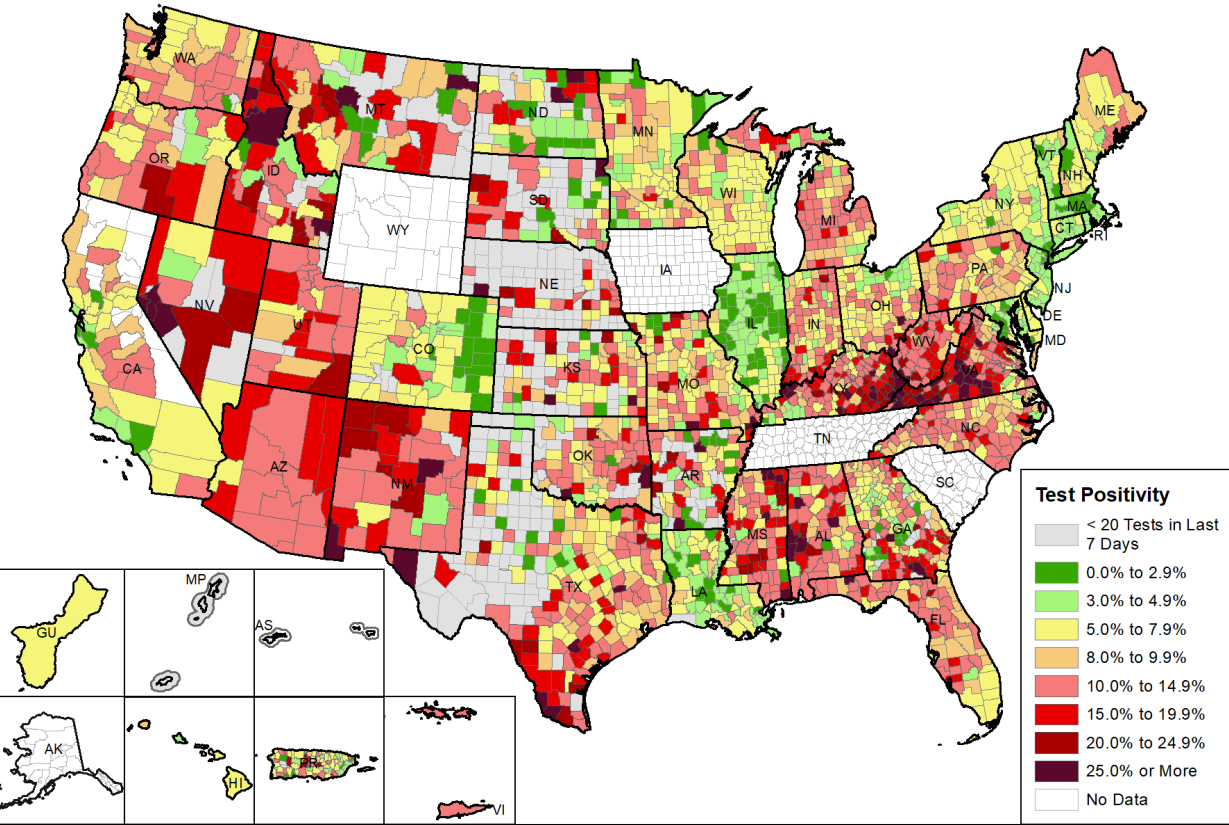 WA
MT
ND
MN
ME
OR
ID
SD
WI
MI
VT
NH
NY
MA
CT
RI
WY
NE
IA
PA
NJ
NV
UT
CO
IL
IN
OH
DE
MD
CA
KS
MO
KY
WV
VA
AZ
NM
OK
AR
TN
NC
SC
MS
AL
GA
TX
LA
FL
GU
MP
AS
AK
HI
PR
VI
Test Positivity
< 20 Tests in Last
7 Days
0.0% to 2.9%
3.0% to 4.9%
5.0% to 7.9%
8.0% to 9.9%
10.0% to 14.9%
15.0% to 19.9%
20.0% to 24.9%
25.0% or More
No Data